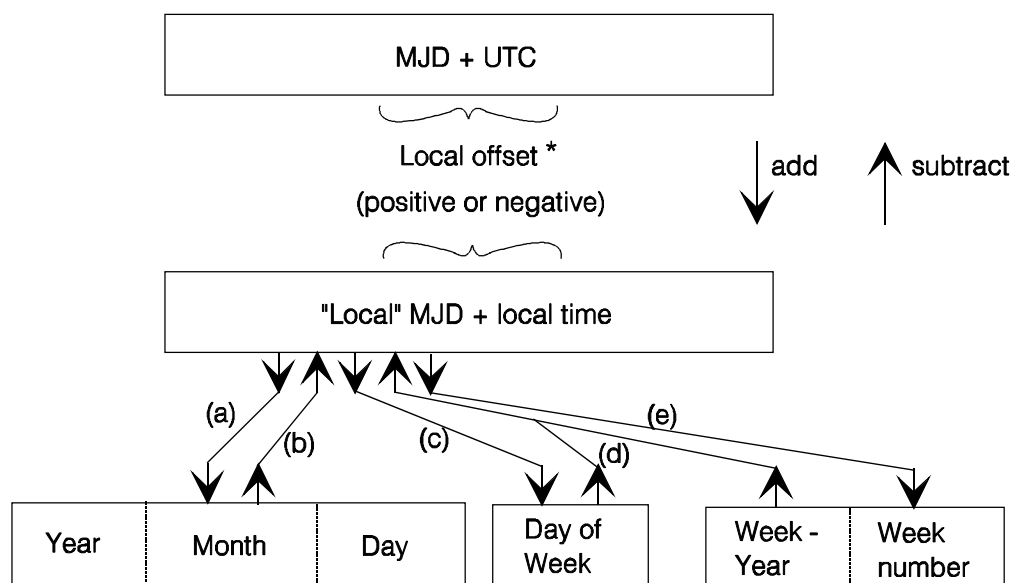 MJD + UTC
Local offset *
(positive or negative)
add
subtract
"Local" MJD + local time
(a)
(b)
(c)
(d)
(e)
Year
Month
Day
Day of
Week
Week -
Year
Week
number